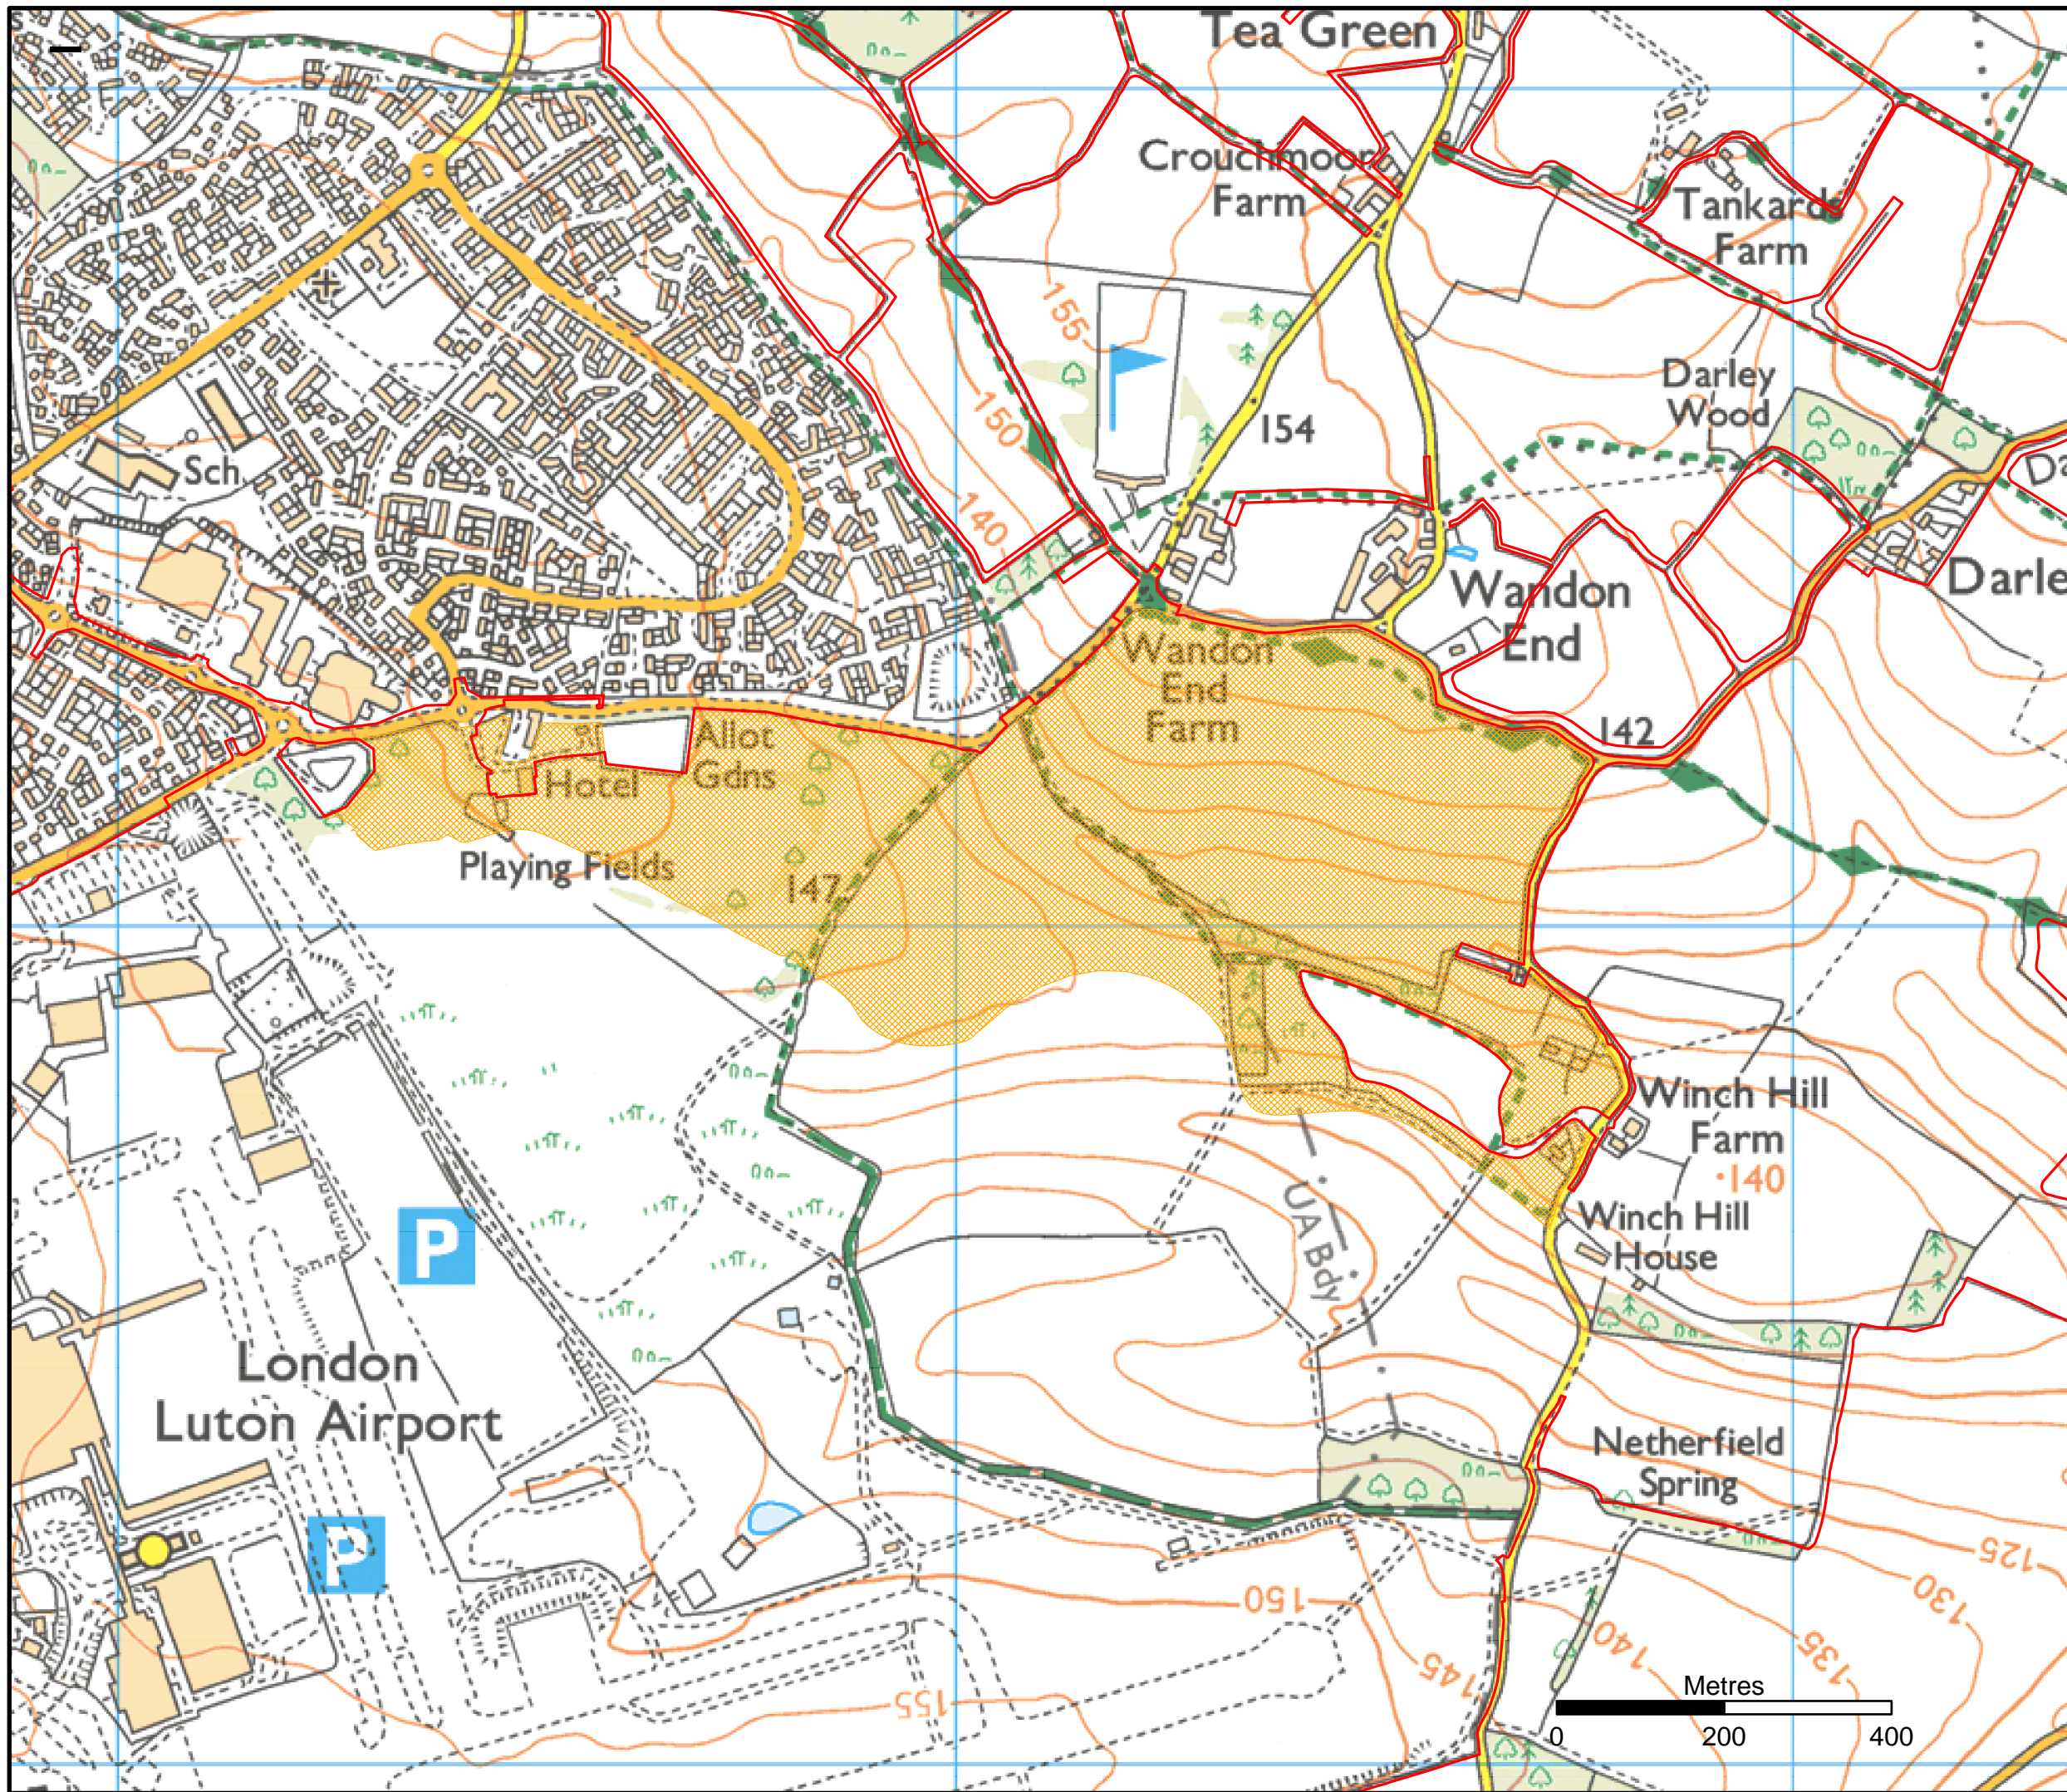 Tea Green
Crouchmoor
Farm
Tankards
Farm
155
Darley
Wood
150
154
Sch
140
Wandon
End
Darle
Wandon
End
Farm
142
Allot
Gdns
Hotel
Playing Fields
147
Winch Hill
Farm
140
UA Bdy
Winch Hill
House
P
London
Luton Airport
Netherfield
Spring
P
125
130
150
140
135
145
155
Metres
0 200 400